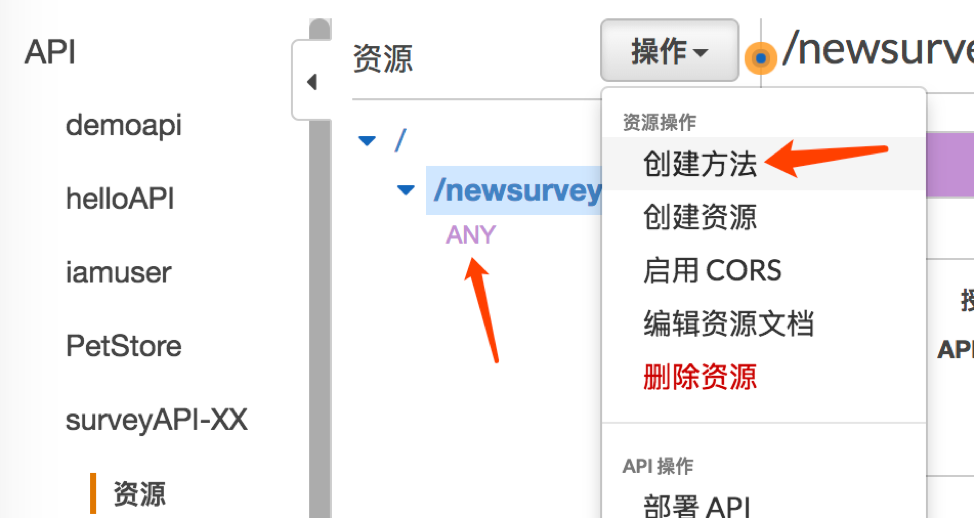 API
demoapi
helloAPI
iamuser
PetStore
surveyAPI-XX
资源
资源
操作
/newsurve
/
/newsurvey
ANY
资源操作
创建方法
创建资源
启用 CORS
编辑资源文档
删除资源
API 操作
部署 API
授
API